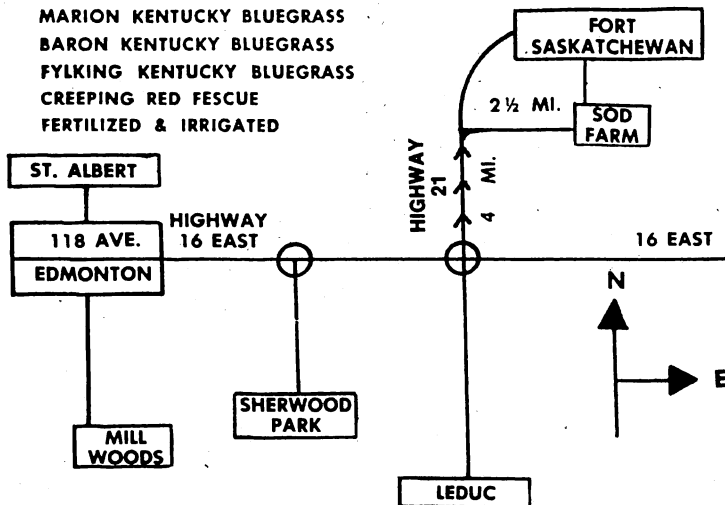 MARION KENTUCKY BLUEGRASS
BARON KENTUCKY BLUEGRASS
FYLKING KENTUCKY BLUEGRASS
CREEPING RED FESCUE
FERTILIZED & IRRIGATED
FORT
SASKATCHEWAN
2 ½ MI.
SOD
FARM
HIGHWAY
21
4 MI.
ST. ALBERT
118 AVE.
EDMONTON
HIGHWAY
16 EAST
16 EAST
N
E
SHERWOOD
PARK
MILL
WOODS
LEDUC